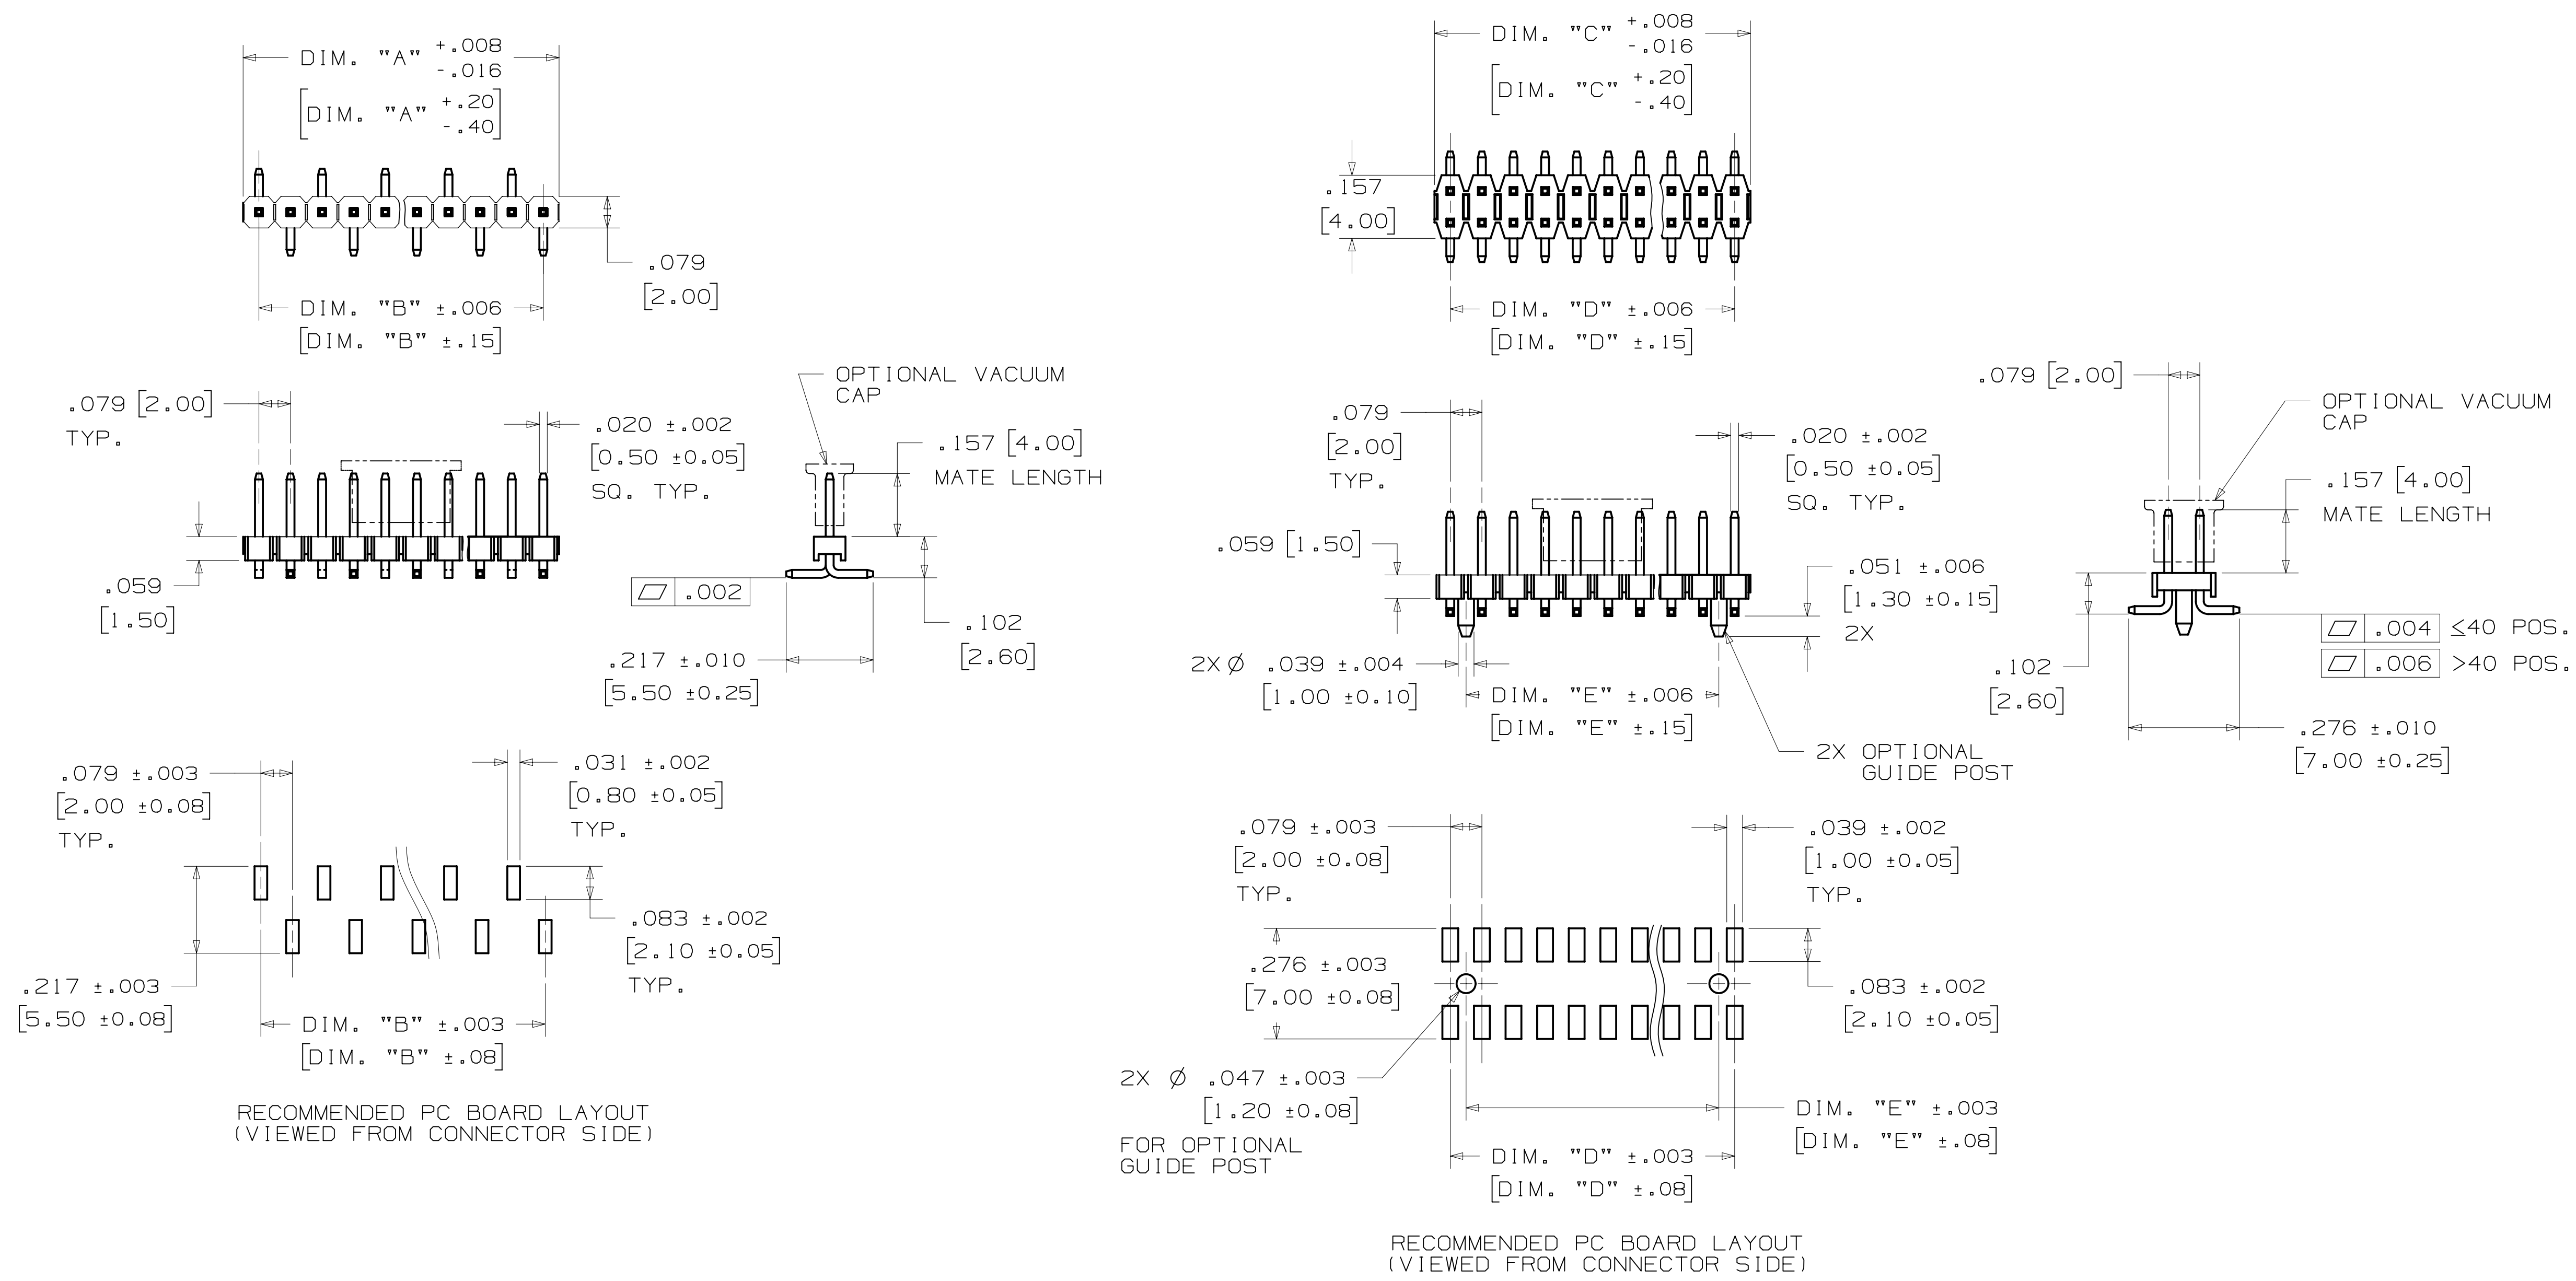 DIM. "A" +.008
-.016
[DIM. "A" +.20
-.40]
.079
[2.00]
DIM. "B" ±.006
[DIM. "B" ±.15]
.079 [2.00]
TYP.
.020 ±.002
[0.50 ±0.05]
SQ. TYP.
OPTIONAL VACUUM
CAP
.157 [4.00]
MATE LENGTH
.059
[1.50]
⏥ .002
.102
[2.60]
.217 ±.010
[5.50 ±0.25]
.079 ±.003
[2.00 ±0.08]
TYP.
.031 ±.002
[0.80 ±0.05]
TYP.
.083 ±.002
[2.10 ±0.05]
TYP.
.217 ±.003
[5.50 ±0.08]
DIM. "B" ±.003
[DIM. "B" ±.08]
RECOMMENDED PC BOARD LAYOUT
(VIEWED FROM CONNECTOR SIDE)
DIM. "C" +.008
-.016
[DIM. "C" +.20
-.40]
.157
[4.00]
DIM. "D" ±.006
[DIM. "D" ±.15]
.079
[2.00]
TYP.
.020 ±.002
[0.50 ±0.05]
SQ. TYP.
.059 [1.50]
.051 ±.006
[1.30 ±0.15]
2X
2X Ø .039 ±.004
[1.00 ±0.10]
DIM. "E" ±.006
[DIM. "E" ±.15]
2X OPTIONAL
GUIDE POST
.079 [2.00]
OPTIONAL VACUUM
CAP
.157 [4.00]
MATE LENGTH
⏥ .004 ≤40 POS.
⏥ .006 >40 POS.
.102
[2.60]
.276 ±.010
[7.00 ±0.25]
.079 ±.003
[2.00 ±0.08]
TYP.
.039 ±.002
[1.00 ±0.05]
TYP.
.276 ±.003
[7.00 ±0.08]
.083 ±.002
[2.10 ±0.05]
2X Ø .047 ±.003
[1.20 ±0.08]
FOR OPTIONAL
GUIDE POST
DIM. "E" ±.003
[DIM. "E" ±.08]
DIM. "D" ±.003
[DIM. "D" ±.08]
RECOMMENDED PC BOARD LAYOUT
(VIEWED FROM CONNECTOR SIDE)